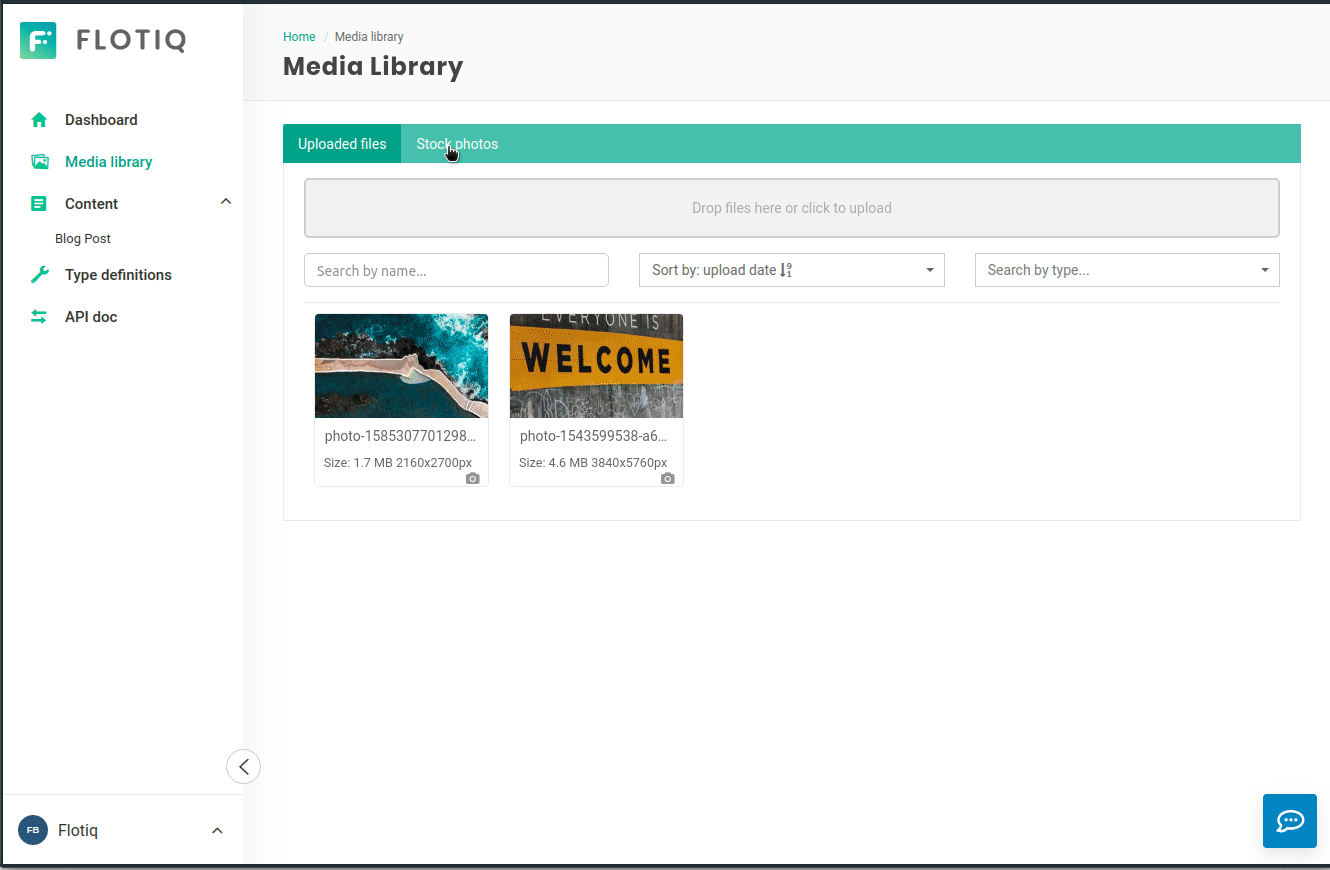 FLOTIQ
Dashboard
Media library
Content
Blog Post
Type definitions
API doc
FB Flotiq
Home / Media library
Media Library
Uploaded files Stock photos
Drop files here or click to upload
Search by name... Sort by: upload date Search by type...
EVERYONE IS
WELCOME
photo-1585307701298... photo-1543599538-a6...
Size: 1.7 MB 2160x2700px Size: 4.6 MB 3840x5760px